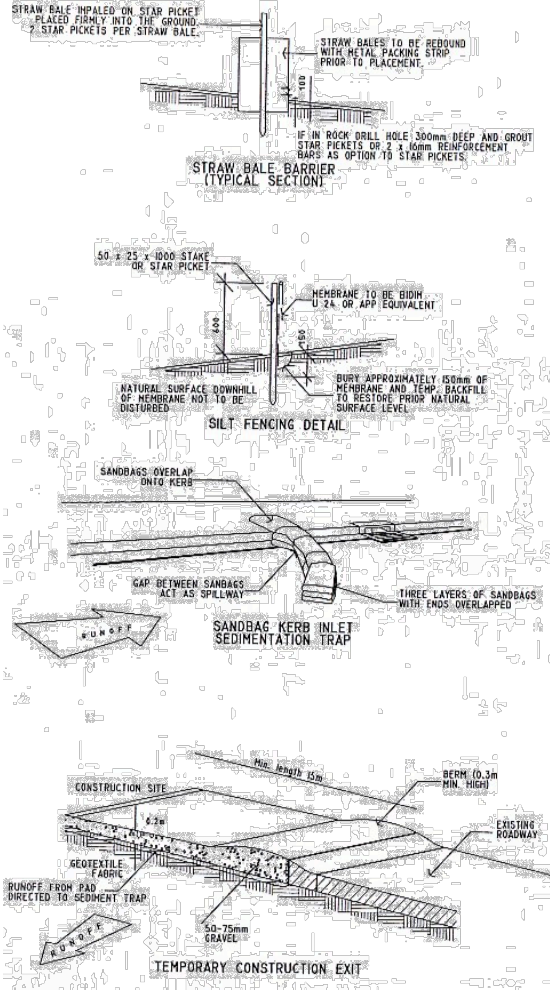 STRAW BALE IMPALED ON STAR PICKET
PLACED FIRMLY INTO THE GROUND.
2 STAR PICKETS PER STRAW BALE.
STRAW BALES TO BE REBOUND
WITH METAL PACKING STRIP
PRIOR TO PLACEMENT.
100
IF IN ROCK DRILL HOLE 300mm DEEP AND GROUT
STAR PICKETS OR 2 x 16mm REINFORCEMENT
BARS AS OPTION TO STAR PICKETS
STRAW BALE BARRIER
(TYPICAL SECTION)
50 x 25 x 1000 STAKE
OR STAR PICKET
MEMBRANE TO BE BIDIM
U 24 OR APP EQUIVALENT
600
150
NATURAL SURFACE DOWNHILL
OF MEMBRANE NOT TO BE
DISTURBED
BURY APPROXIMATELY 150mm OF
MEMBRANE AND TEMP. BACKFILL
TO RESTORE PRIOR NATURAL
SURFACE LEVEL
SILT FENCING DETAIL
SANDBAGS OVERLAP
ONTO KERB
GAP BETWEEN SANBAGS
ACT AS SPILLWAY
THREE LAYERS OF SANDBAGS
WITH ENDS OVERLAPPED
RUNOFF
SANDBAG KERB INLET
SEDIMENTATION TRAP
Min. length 15m
BERM (0.3m
MIN. HIGH)
CONSTRUCTION SITE
0.2m
EXISTING
ROADWAY
GEOTEXTILE
FABRIC
RUNOFF FROM PAD
DIRECTED TO SEDIMENT TRAP
50-75mm
GRAVEL
RUNOFF
TEMPORARY CONSTRUCTION EXIT